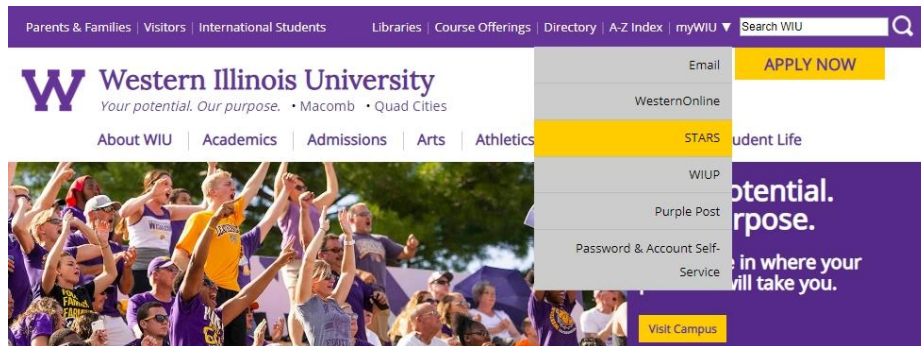 Parents & Families | Visitors | International Students Libraries | Course Offerings | Directory | A-Z Index | myWIU ▼ Search WIU
Email
APPLY NOW
W Western Illinois University
Your potential. Our purpose. • Macomb • Quad Cities
WesternOnline
About WIU Academics Admissions Arts Athletics
STARS
udent Life
WIUP
Purple Post
Password & Account Self-
Service
otential.
rpose.
in where your
will take you.
Visit Campus